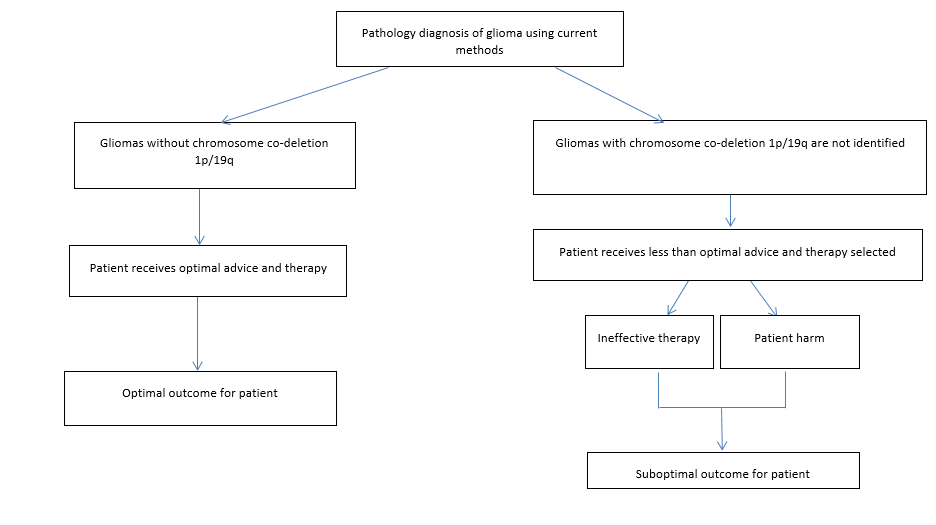 Pathology diagnosis of glioma using current
methods
Gliomas without chromosome co-deletion
1p/19q
Gliomas with chromosome co-deletion 1p/19q are not identified
Patient receives optimal advice and therapy
Patient receives less than optimal advice and therapy selected
Ineffective therapy
Patient harm
Optimal outcome for patient
Suboptimal outcome for patient